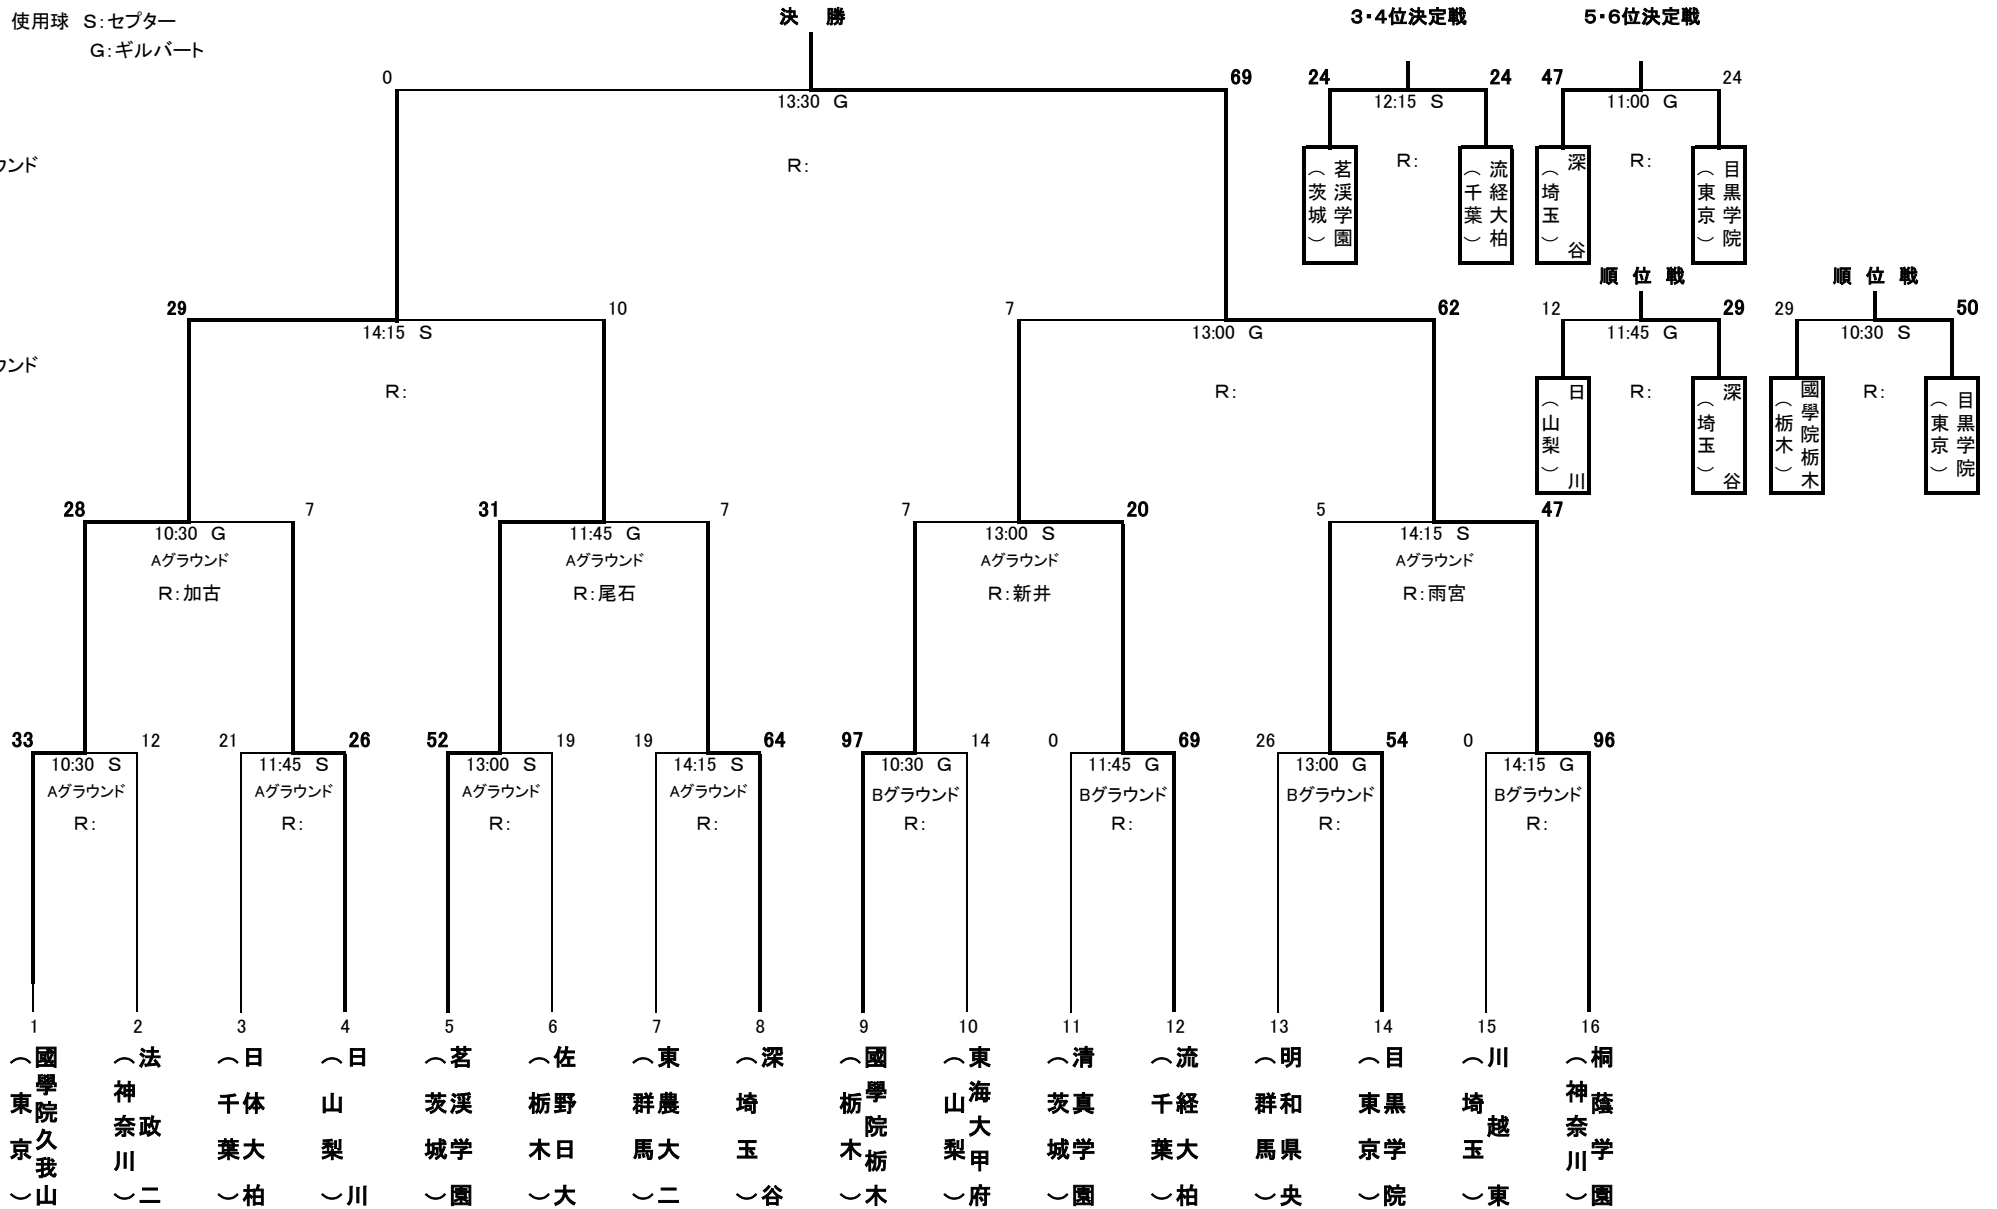 使用球 S:セプター
G:ギルバート
決 勝
3・4位決定戦
5・6位決定戦
0
69
13:30 G
R:
24
24
12:15 S
R:
茗渓学園
(茨城)
流経大柏
(千葉)
47
24
11:00 G
R:
深谷
(埼玉)
目黒学院
(東京)
ウンド
順位戦
順位戦
29
10
14:15 S
R:
7
62
13:00 G
R:
12
29
11:45 G
R:
日川
(山梨)
深谷
(埼玉)
29
50
10:30 S
R:
國學院栃木
(栃木)
目黒学院
(東京)
ウンド
28
7
10:30 G
Aグラウンド
R:加古
31
7
11:45 G
Aグラウンド
R:尾石
7
20
13:00 S
Aグラウンド
R:新井
5
47
14:15 S
Aグラウンド
R:雨宮
33
12
10:30 S
Aグラウンド
R:
21
26
11:45 S
Aグラウンド
R:
52
19
13:00 S
Aグラウンド
R:
19
64
14:15 S
Aグラウンド
R:
97
14
10:30 G
Bグラウンド
R:
0
69
11:45 G
Bグラウンド
R:
26
54
13:00 G
Bグラウンド
R:
0
96
14:15 G
Bグラウンド
R:
1
國學院久我山
(東京)
2
法政二
(神奈川)
3
日体大柏
(千葉)
4
日川
(山梨)
5
茗渓学園
(茨城)
6
佐野日大
(栃木)
7
東農大二
(群馬)
8
深谷
(埼玉)
9
國學院栃木
(栃木)
10
東海大甲府
(山梨)
11
清真学園
(茨城)
12
流経大柏
(千葉)
13
明和県央
(群馬)
14
目黒学院
(東京)
15
川越東
(埼玉)
16
桐蔭学園
(神奈川)